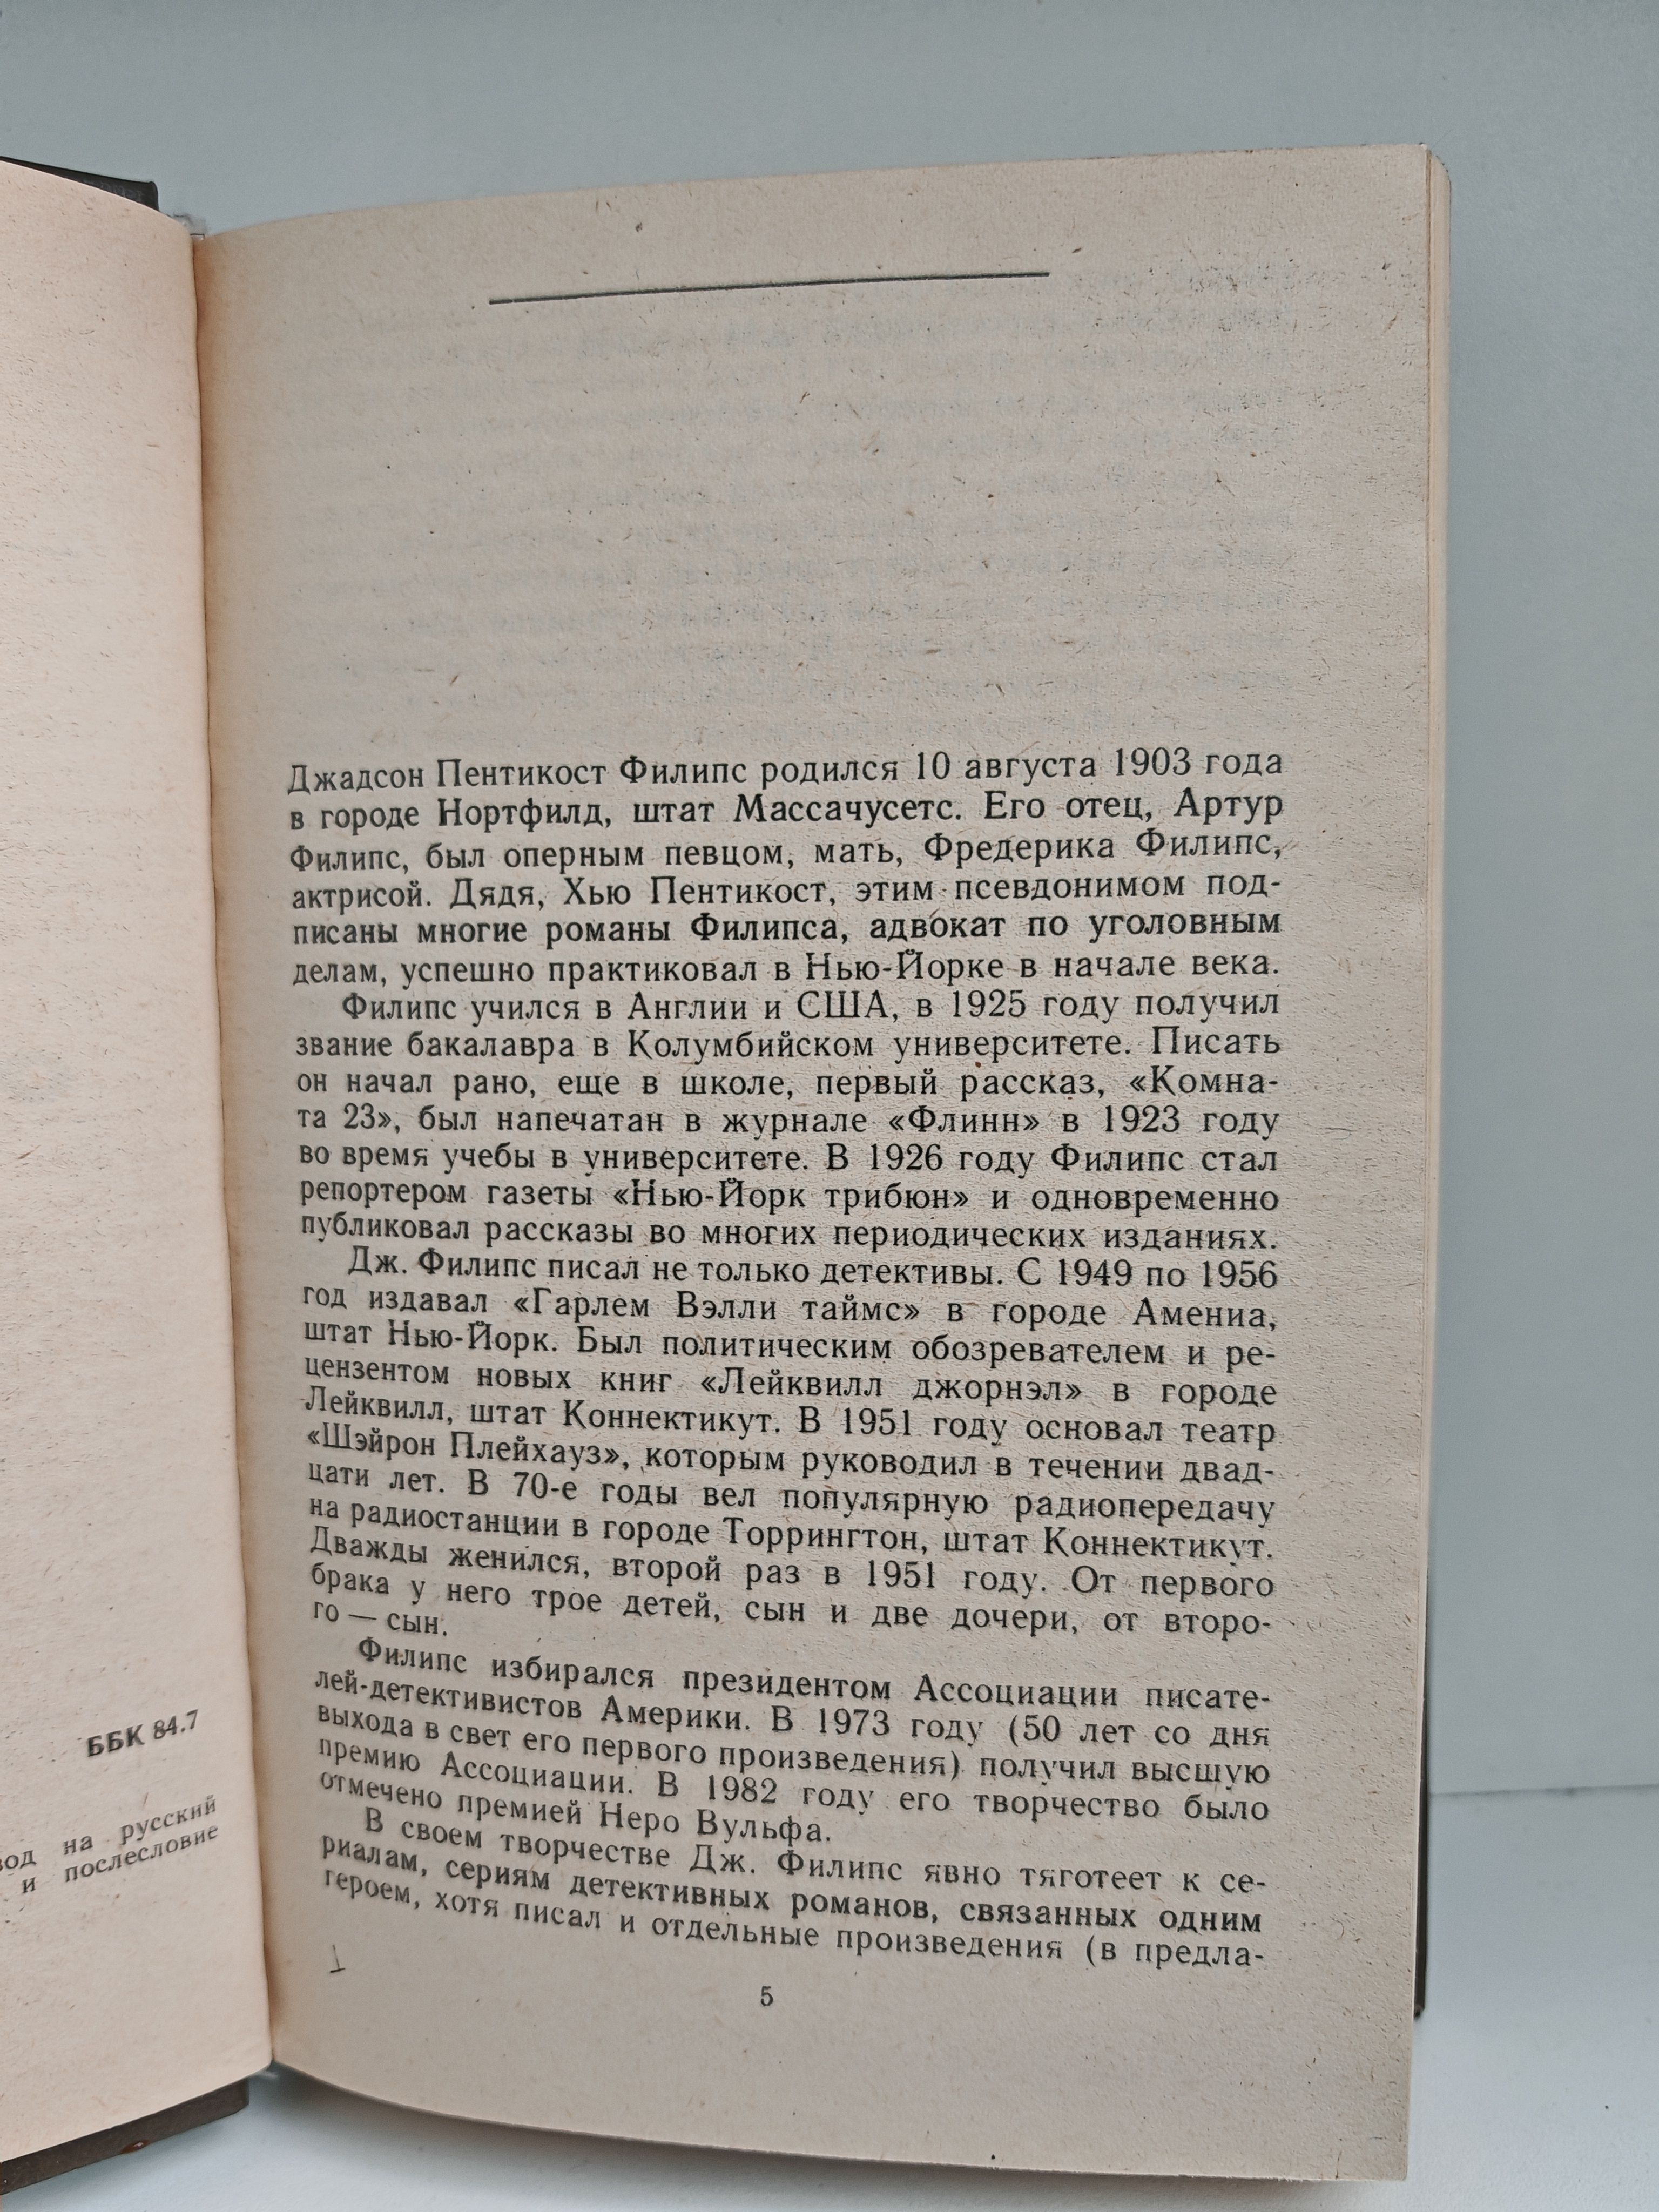 ББК 84.7
на русский
и послесловие
Джадсон Пентикост Филипс родился 10 августа 1903 года
в городе Нортфилд, штат Массачусетс. Его отец, Артур
Филипс, был оперным певцом, мать, Фредерика Филипс,
актрисой. Дядя, Хью Пентикост, этим псевдонимом под-
писаны многие романы Филипса, адвокат по уголовным
делам, успешно практиковал в Нью-Йорке в начале века.
Филипс учился в Англии и США, в 1925 году получил
звание бакалавра в Колумбийском университете. Писать
он начал рано, еще в школе, первый рассказ, «Комна-
та 23», был напечатан в журнале «Флинн» в 1923 году
во время учебы в университете. В 1926 году Филипс стал
репортером газеты «Нью-Йорк трибюн» и одновременно
публиковал рассказы во многих периодических изданиях.
Дж. Филипс писал не только детективы. С 1949 по 1956
год издавал «Гарлем Вэлли таймс» в городе Амениа,
штат Нью-Йорк. Был политическим обозревателем и ре-
цензентом новых книг «Лейквилл джорнэл» в городе
Лейквилл, штат Коннектикут. В 1951 году основал театр
«Шэйрон Плейхауз», которым руководил в течении двад-
цати лет. В 70-е годы вел популярную радиопередачу
на радиостанции в городе Торрингтон, штат Коннектикут.
Дважды женился, второй раз в 1951 году. От первого
брака у него трое детей, сын и две дочери, от второ-
го — сын.
Филипс избирался президентом Ассоциации писате-
лей-детективистов Америки. В 1973 году (50 лет со дня
выхода в свет его первого произведения) получил высшую
премию Ассоциации. В 1982 году его творчество было
отмечено премией Неро Вульфа.
В своем творчестве Дж. Филипс явно тяготеет к се-
риалам, сериям детективных романов, связанных одним
героем, хотя писал и отдельные произведения (в предла-
5